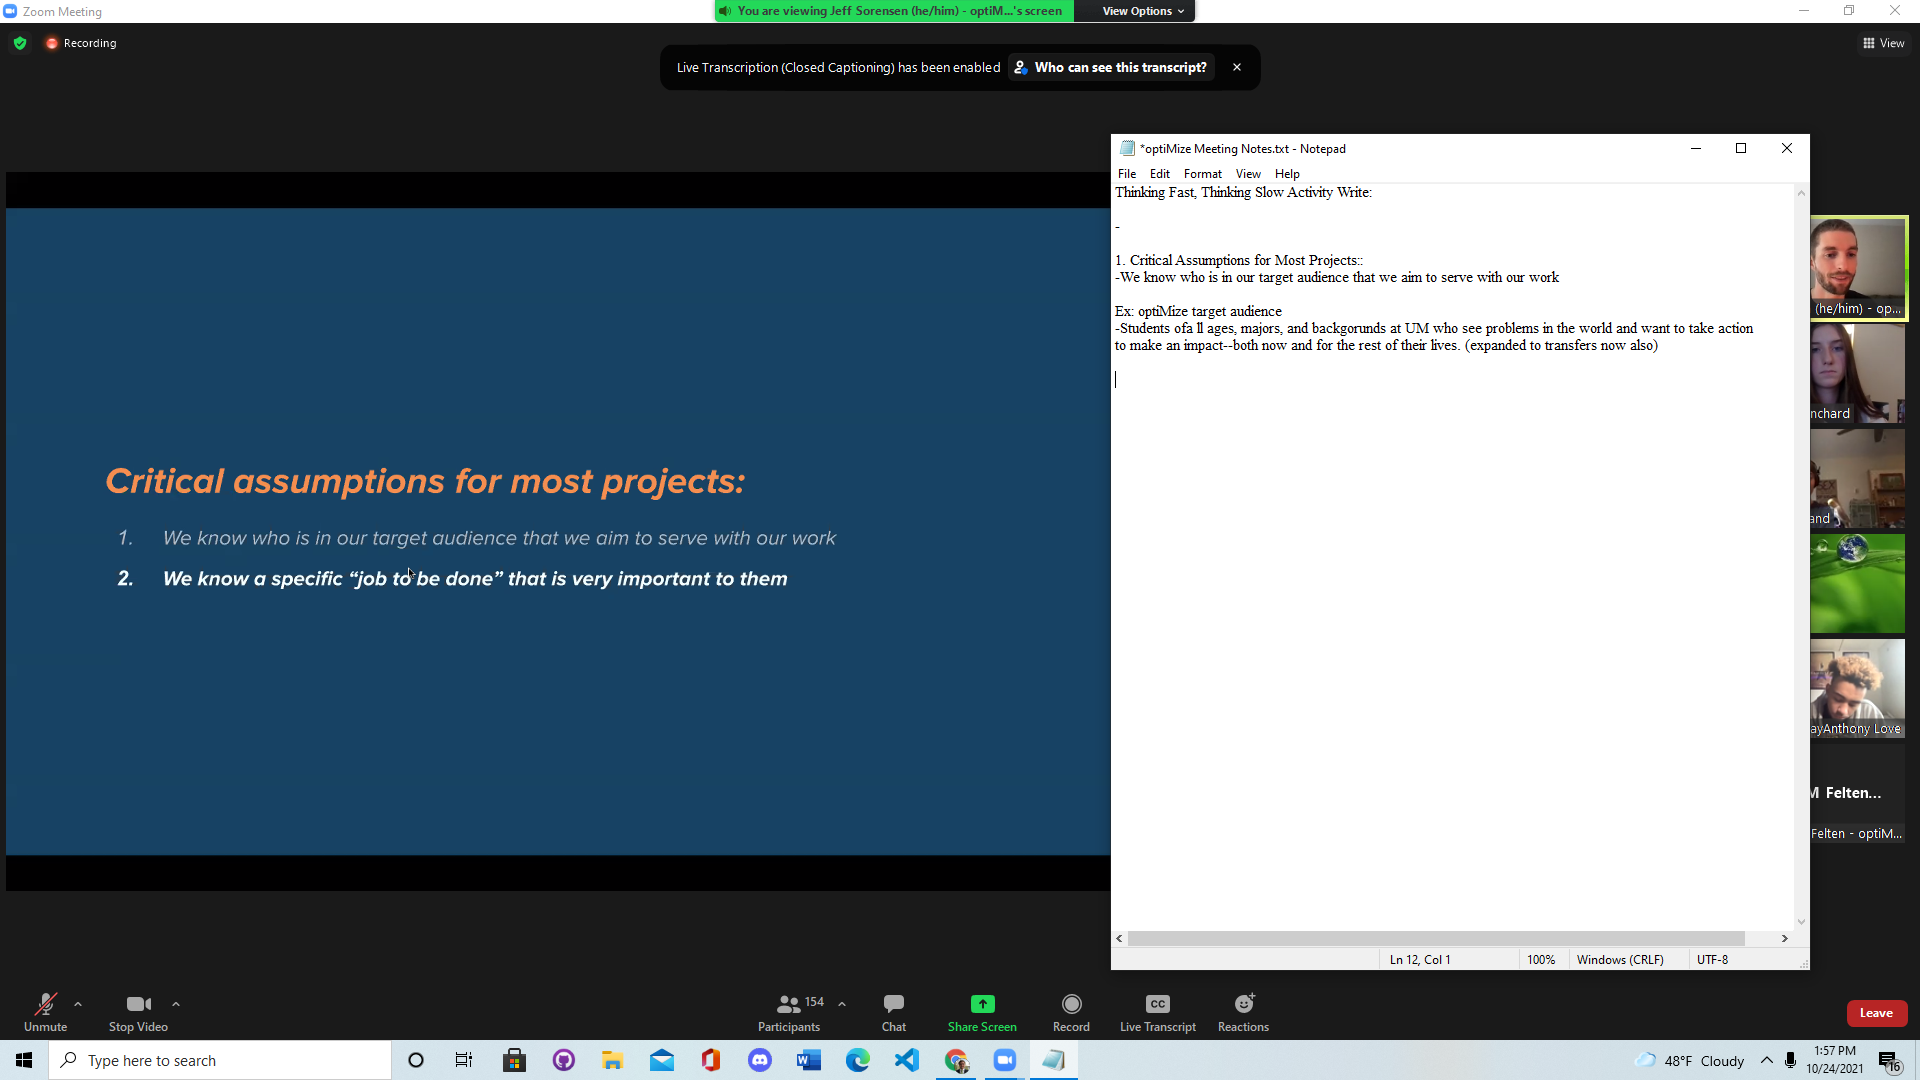 Zoom Meeting
You are viewing Jeff Sorensen (he/him) - optiM...'s screen
View Options
Recording
View
Live Transcription (Closed Captioning) has been enabled
Who can see this transcript?
Critical assumptions for most projects:
1. We know who is in our target audience that we aim to serve with our work
2. We know a specific “job to be done” that is very important to them
*optiMize Meeting Notes.txt - Notepad
File Edit Format View Help
Thinking Fast, Thinking Slow Activity Write:
-
1. Critical Assumptions for Most Projects::
-We know who is in our target audience that we aim to serve with our work
Ex: optiMize target audience
-Students ofa ll ages, majors, and backgorunds at UM who see problems in the world and want to take action
to make an impact--both now and for the rest of their lives. (expanded to transfers now also)
Ln 12, Col 1
100%
Windows (CRLF)
UTF-8
(he/him) - op...
nchard
and
ayAnthony Love
M Felten...
Felten - optiM...
Unmute
Stop Video
154
Participants
Chat
Share Screen
Record
CC
Live Transcript
Reactions
Leave
Type here to search
48°F Cloudy
1:57 PM
10/24/2021
16